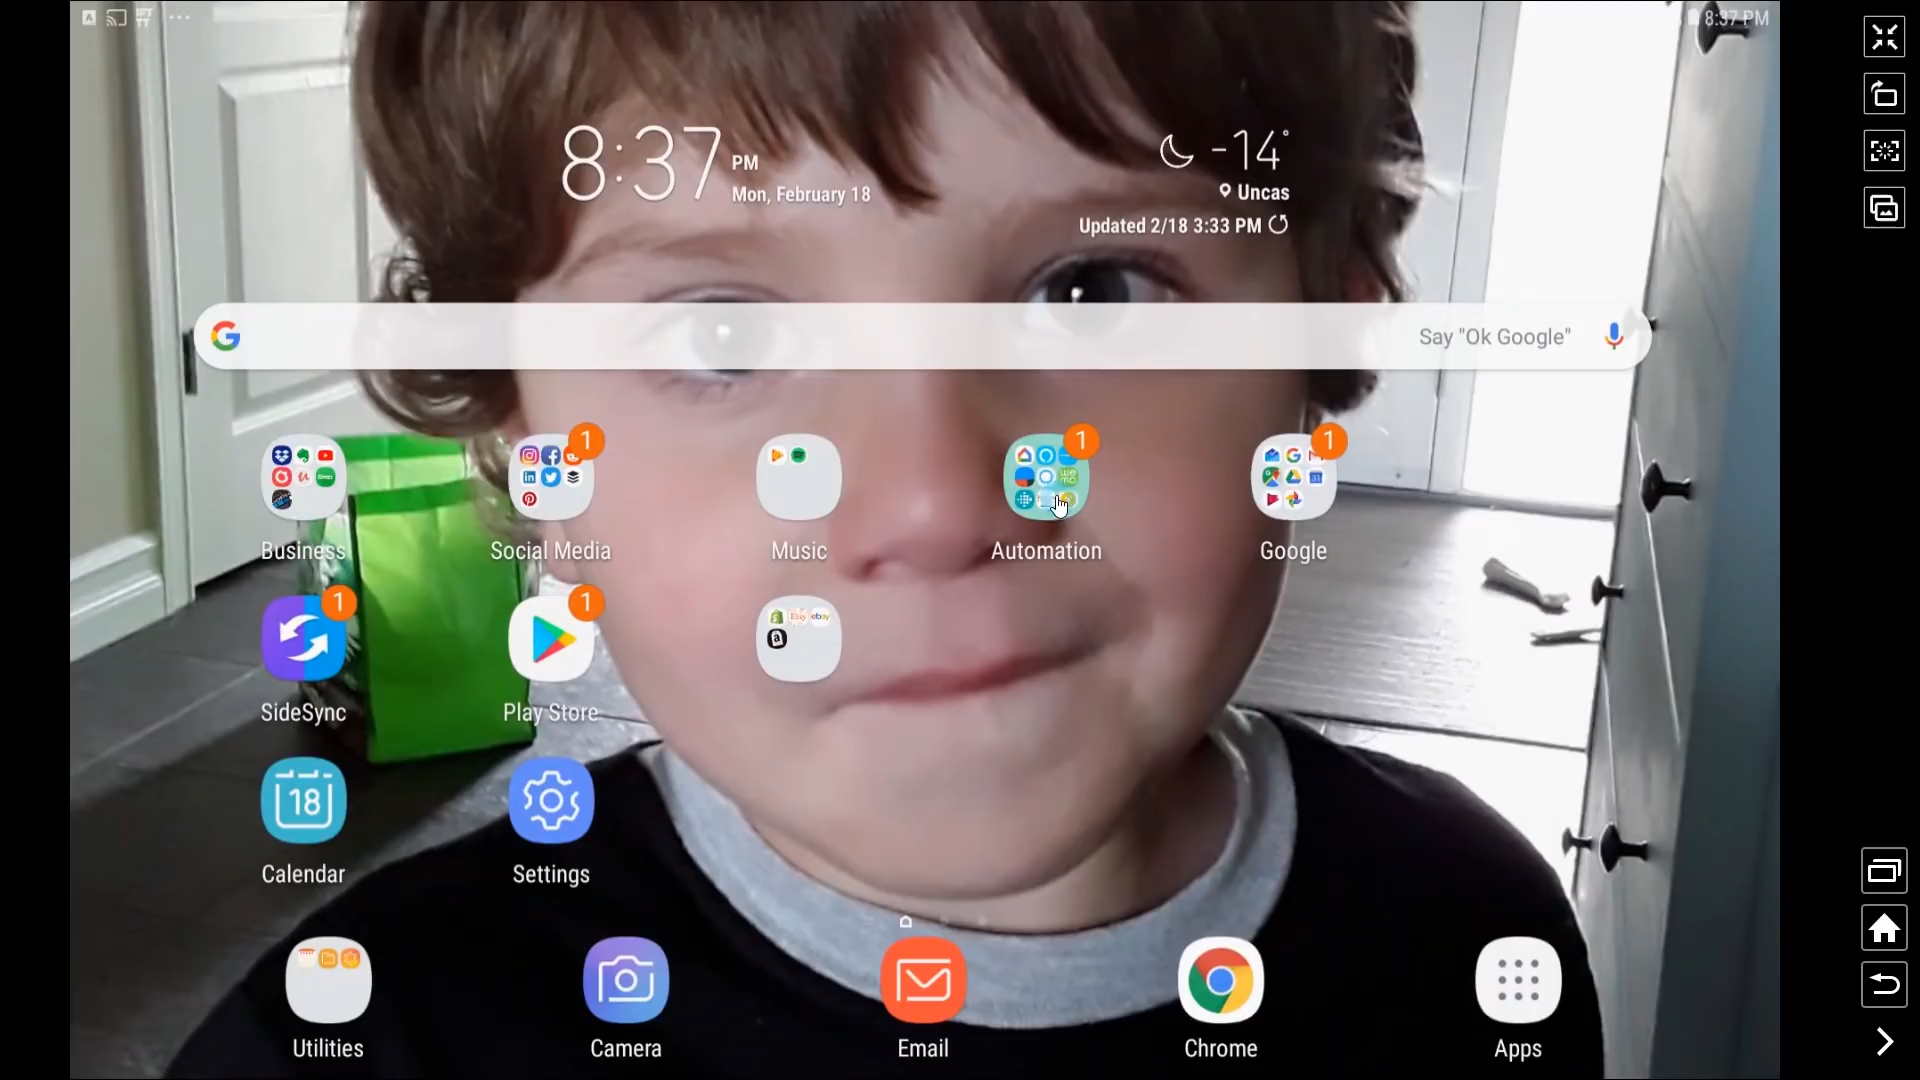 8:37 PM
8:37 PM
Mon, February 18
-14°
Uncas
Updated 2/18 3:33 PM
Say "Ok Google"
1
1
1
Business
Social Media
Music
Automation
Google
1
1
Etsy
ebay
SideSync
Play Store
18
Calendar
Settings
Utilities
Camera
Email
Chrome
Apps